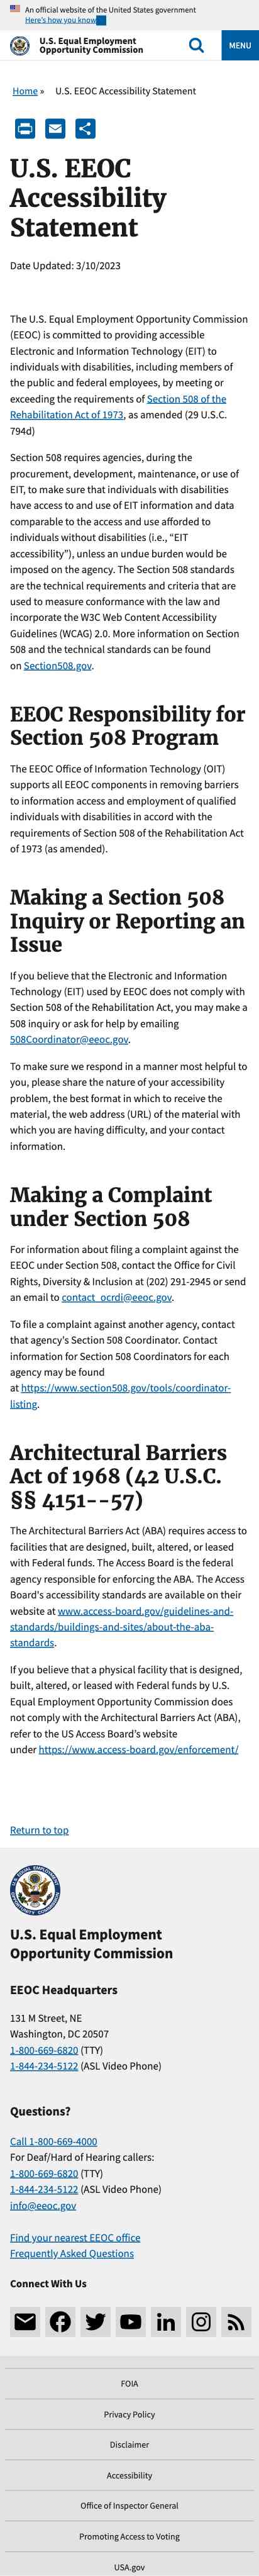 An official website of the United States government
Here's how you know
U.S. Equal Employment
Opportunity Commission
MENU
Home » U.S. EEOC Accessibility Statement
U.S. EEOC
Accessibility
Statement
Date Updated: 3/10/2023
The U.S. Equal Employment Opportunity Commission
(EEOC) is committed to providing accessible
Electronic and Information Technology (EIT) to
individuals with disabilities, including members of
the public and federal employees, by meeting or
exceeding the requirements of Section 508 of the
Rehabilitation Act of 1973, as amended (29 U.S.C.
794d)
Section 508 requires agencies, during the
procurement, development, maintenance, or use of
EIT, to make sure that individuals with disabilities
have access to and use of EIT information and data
comparable to the access and use afforded to
individuals without disabilities (i.e., “EIT
accessibility”), unless an undue burden would be
imposed on the agency. The Section 508 standards
are the technical requirements and criteria that are
used to measure conformance with the law and
incorporate the W3C Web Content Accessibility
Guidelines (WCAG) 2.0. More information on Section
508 and the technical standards can be found
on Section508.gov.
EEOC Responsibility for
Section 508 Program
The EEOC Office of Information Technology (OIT)
supports all EEOC components in removing barriers
to information access and employment of qualified
individuals with disabilities in accord with the
requirements of Section 508 of the Rehabilitation Act
of 1973 (as amended).
Making a Section 508
Inquiry or Reporting an
Issue
If you believe that the Electronic and Information
Technology (EIT) used by EEOC does not comply with
Section 508 of the Rehabilitation Act, you may make a
508 inquiry or ask for help by emailing
508Coordinator@eeoc.gov.
To make sure we respond in a manner most helpful to
you, please share the nature of your accessibility
problem, the best format in which to receive the
material, the web address (URL) of the material with
which you are having difficulty, and your contact
information.
Making a Complaint
under Section 508
For information about filing a complaint against the
EEOC under Section 508, contact the Office for Civil
Rights, Diversity & Inclusion at (202) 291-2945 or send
an email to contact_ocrdi@eeoc.gov.
To file a complaint against another agency, contact
that agency's Section 508 Coordinator. Contact
information for Section 508 Coordinators for each
agency may be found
at https://www.section508.gov/tools/coordinator-
listing.
Architectural Barriers
Act of 1968 (42 U.S.C.
§§ 4151--57)
The Architectural Barriers Act (ABA) requires access to
facilities that are designed, built, altered, or leased
with Federal funds. The Access Board is the federal
agency responsible for enforcing the ABA. The Access
Board's accessibility standards are available on their
website at www.access-board.gov/guidelines-and-
standards/buildings-and-sites/about-the-aba-
standards.
If you believe that a physical facility that is designed,
built, altered, or leased with Federal funds by U.S.
Equal Employment Opportunity Commission does
not comply with the Architectural Barriers Act (ABA),
refer to the US Access Board’s website
under https://www.access-board.gov/enforcement/
Return to top
U.S. Equal Employment
Opportunity Commission
EEOC Headquarters
131 M Street, NE
Washington, DC 20507
1-800-669-6820 (TTY)
1-844-234-5122 (ASL Video Phone)
Questions?
Call 1-800-669-4000
For Deaf/Hard of Hearing callers:
1-800-669-6820 (TTY)
1-844-234-5122 (ASL Video Phone)
info@eeoc.gov
Find your nearest EEOC office
Frequently Asked Questions
Connect With Us
FOIA
Privacy Policy
Disclaimer
Accessibility
Office of Inspector General
Promoting Access to Voting
USA.gov